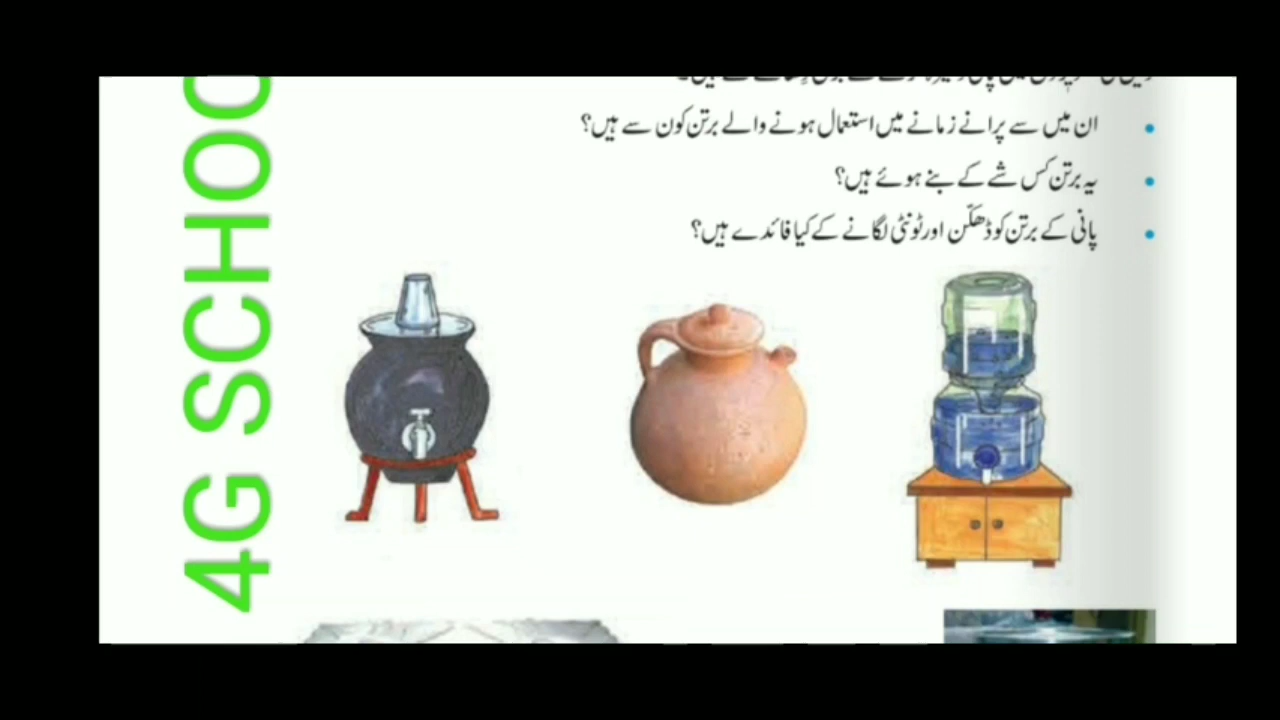 ان میں سے پرانے زمانے میں استعمال ہونے والے برتن کون سے ہیں؟
یہ برتن کس شے کے بنے ہوئے ہیں؟
پانی کے برتن کو ڈھکّن اور ٹونٹی لگانے کے کیا فائدے ہیں؟
4G SCHOO